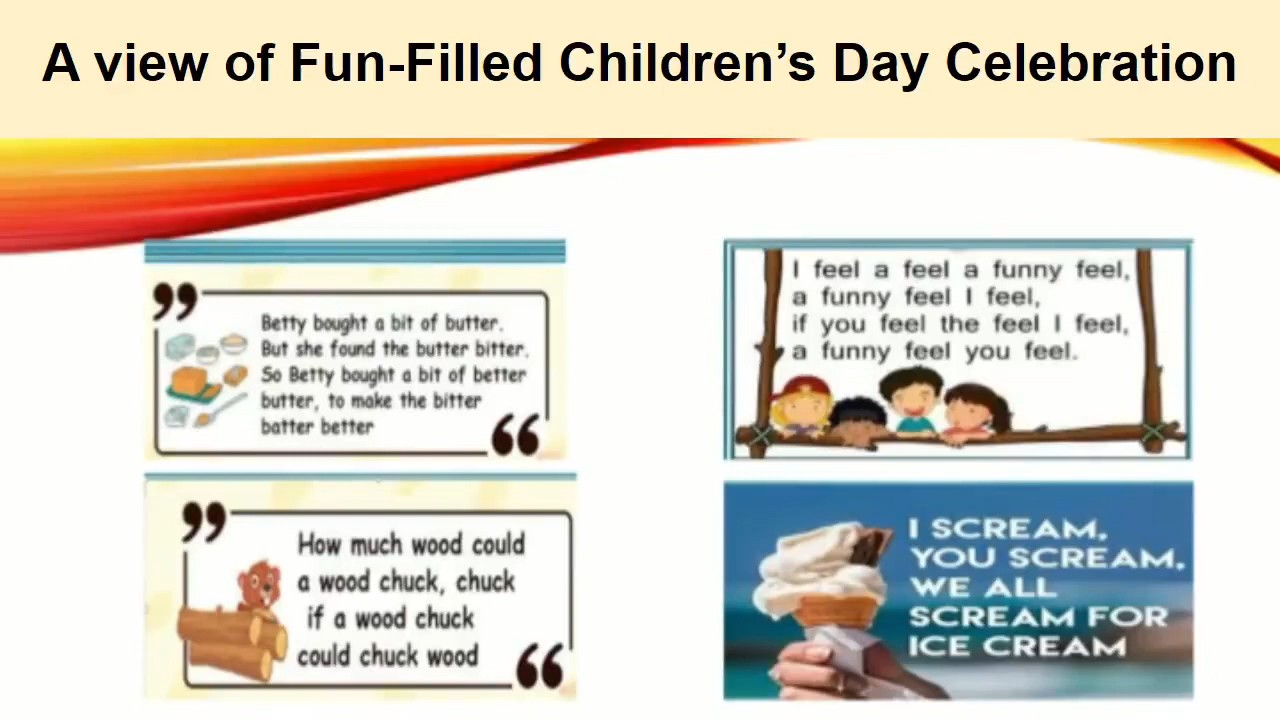 A view of Fun-Filled Children’s Day Celebration
Betty bought a bit of butter.
But she found the butter bitter.
So Betty bought a bit of better
butter, to make the bitter
batter better
I feel a feel a funny feel,
a funny feel I feel,
if you feel the feel I feel,
a funny feel you feel.
How much wood could
a wood chuck, chuck
if a wood chuck
could chuck wood
I SCREAM,
YOU SCREAM,
WE ALL
SCREAM FOR
ICE CREAM